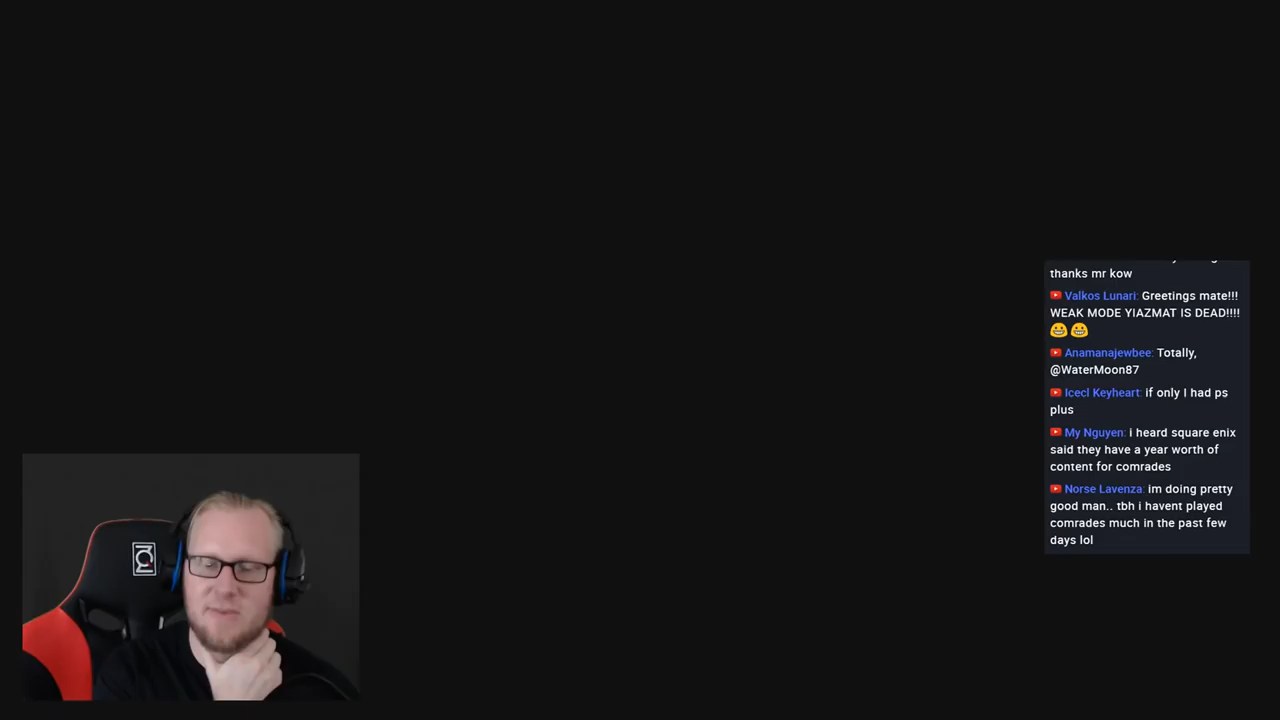 thanks mr kow
Valkos Lunari: Greetings mate!!!
WEAK MODE YIAZMAT IS DEAD!!!!
Anamanajewbee: Totally,
@WaterMoon87
Icecl Keyheart: if only I had ps
plus
My Nguyen: i heard square enix
said they have a year worth of
content for comrades
Norse Lavenza: im doing pretty
good man.. tbh i havent played
comrades much in the past few
days lol